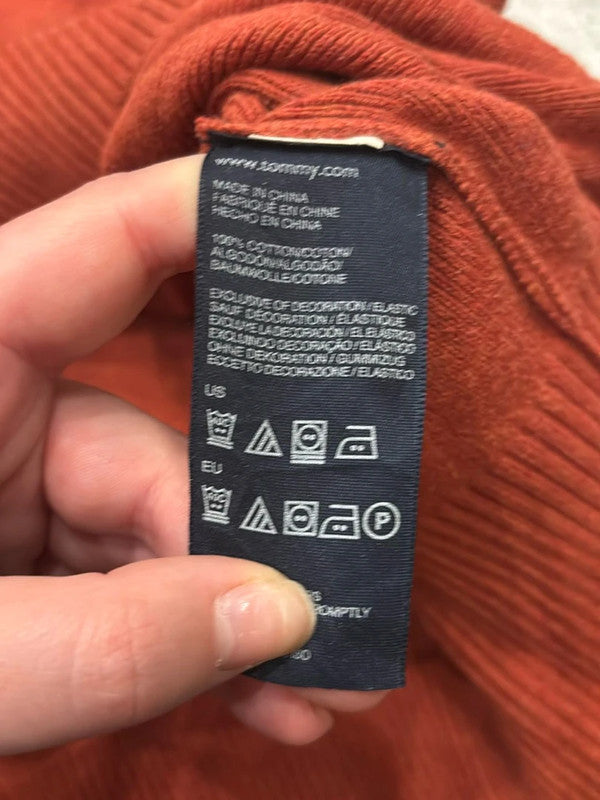 www.tommy.com
MADE IN CHINA
FABRIQUÉ EN CHINE
HECHO EN CHINA
100% COTTON/COTON/
ALGODÓN/ALGODÃO/
BAUMWOLLE/COTONE
EXCLUSIVE OF DECORATION / ELASTIC
SAUF DÉCORATION / ÉLASTIQUE
EXCLUYE LA DECORACIÓN / EL ELÁSTICO
EXCLUINDO DECORAÇÃO / ELÁSTICO
OHNE DEKORATION / GUMMIZUG
ECCETTO DECORAZIONE / ELASTICO
US
EU
P